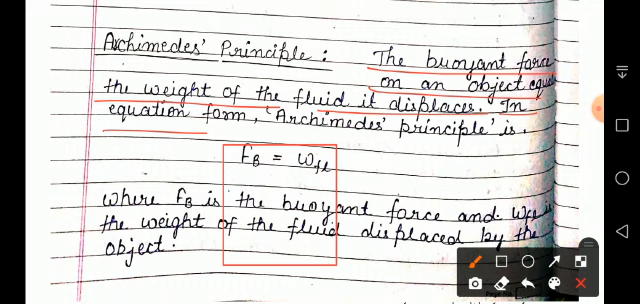 Archimedes' Principle : The buoyant force
on an object equals
the weight of the fluid it displaces. In
equation form, 'Archimedes' principle' is.
FB = Wfl
where FB is the buoyant force and Wfl is
the weight of the fluid displaced by the
object.